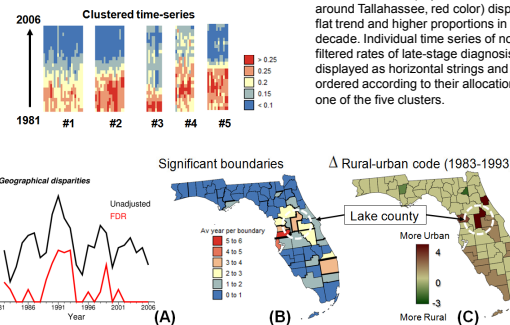 Clustered time-series
2006
1981
#1
#2
#3
#4
#5
> 0.25
0.25
0.2
0.15
< 0.1
around Tallahassee, red color) disp
flat trend and higher proportions in
decade. Individual time series of no
filtered rates of late-stage diagnosis
displayed as horizontal strings and
ordered according to their allocation
one of the five clusters.
Geographical disparities
Unadjusted
FDR
81
1986
1991
1996
2001
2006
Year
(A)
Significant boundaries
Av year per boundary
5 to 6
4 to 5
3 to 4
2 to 3
1 to 2
0 to 1
(B)
Lake county
Δ Rural-urban code (1983-1993
More Urban
4
0
-3
More Rural
(C)